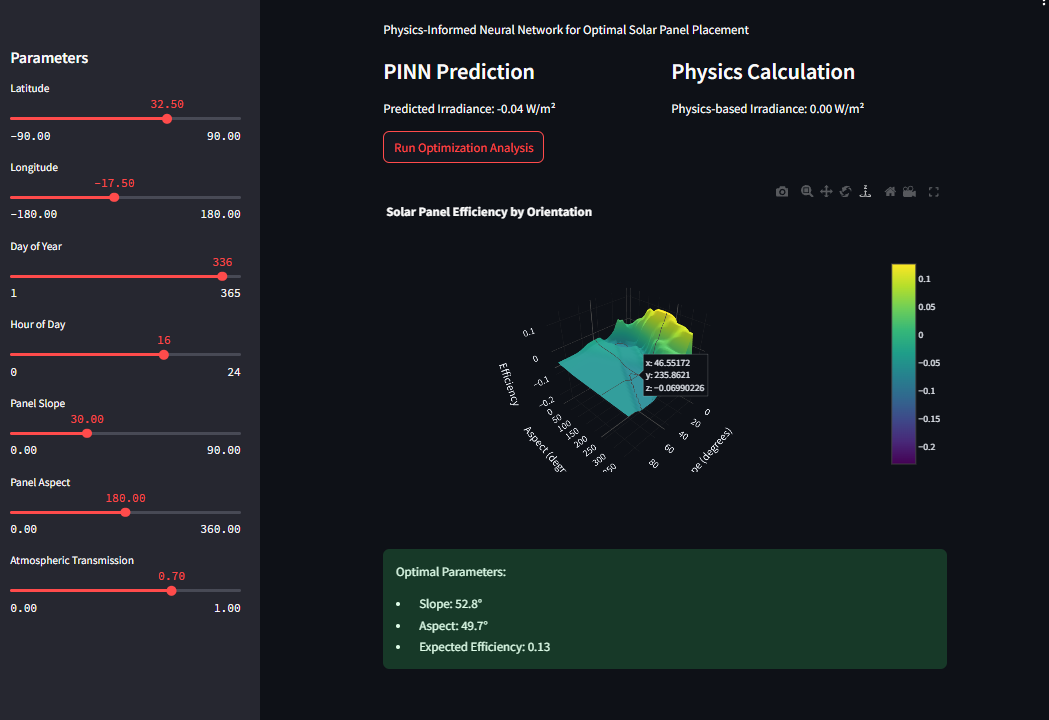 Parameters
Latitude
32.50
-90.00 90.00
Longitude
-17.50
-180.00 180.00
Day of Year
336
1 365
Hour of Day
16
0 24
Panel Slope
30.00
0.00 90.00
Panel Aspect
180.00
0.00 360.00
Atmospheric Transmission
0.70
0.00 1.00
Physics-Informed Neural Network for Optimal Solar Panel Placement
PINN Prediction
Predicted Irradiance: -0.04 W/m²
Physics Calculation
Physics-based Irradiance: 0.00 W/m²
Run Optimization Analysis
Solar Panel Efficiency by Orientation
0.1
0
−0.1
−0.2
Efficiency
0
50
100
150
200
250
300
50
Aspect (degr
0
20
40
60
80
pe (degrees)
x: 46.55172
y: 235.8621
z: −0.06990226
0.1
0.05
0
−0.05
−0.1
−0.15
−0.2
Optimal Parameters:
• Slope: 52.8°
• Aspect: 49.7°
• Expected Efficiency: 0.13